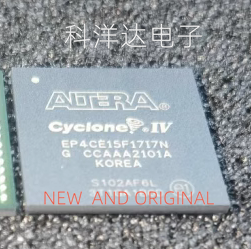 科洋达电子
ALTERA®
Cyclone® IV
EP4CE15F17I7N
G CCAAA2101A
KOREA
S102AF6L
NEW AND ORIGINAL